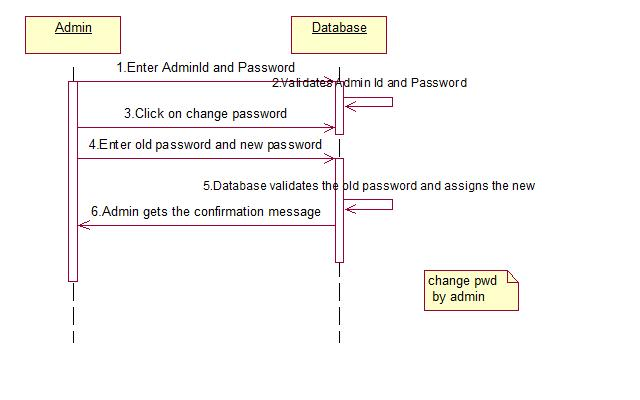 Admin
Database
1.Enter AdminId and Password
2.Validates Admin Id and Password
3.Click on change password
4.Enter old password and new password
5.Database validates the old password and assigns the new
6.Admin gets the confirmation message
change pwd
by admin